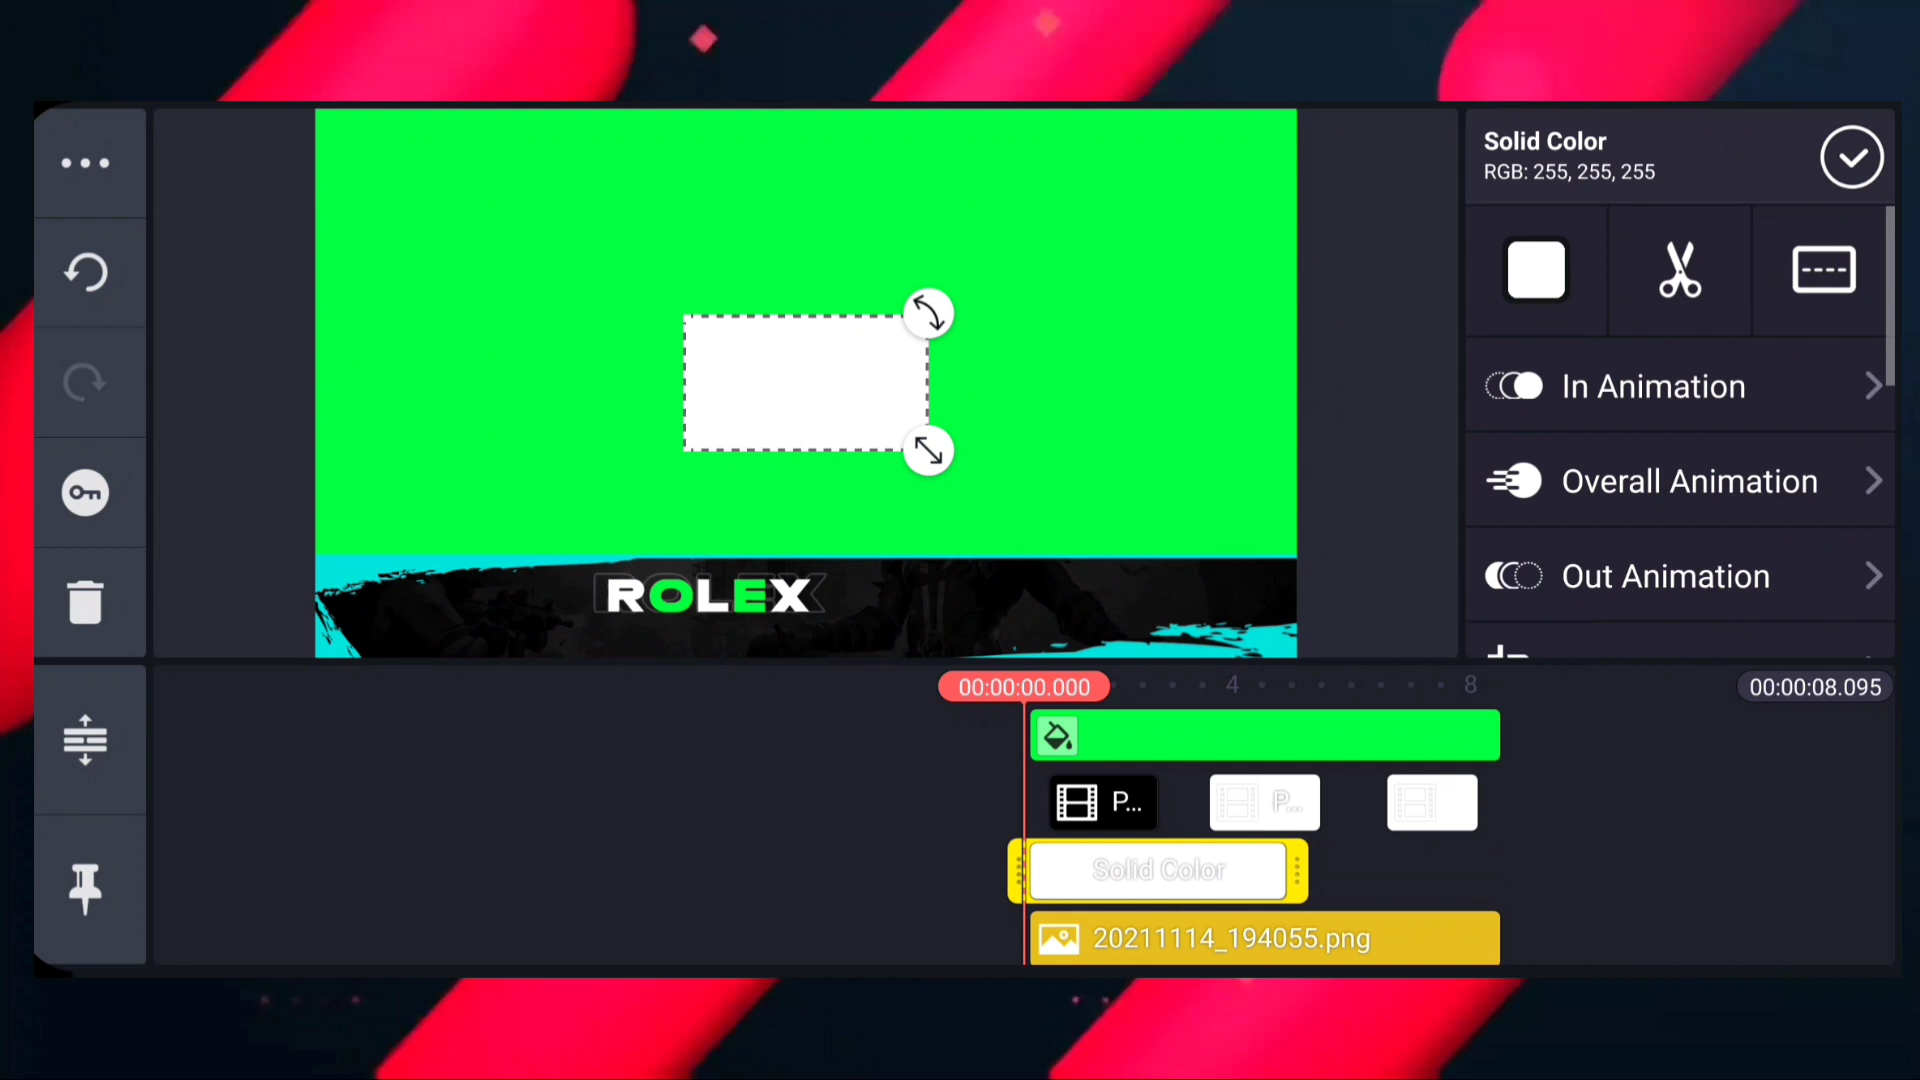 Solid Color
RGB: 255, 255, 255
In Animation
Overall Animation
Out Animation
ROLEX
00:00:00.000
4
8
00:00:08.095
P...
P...
Solid Color
20211114_194055.png